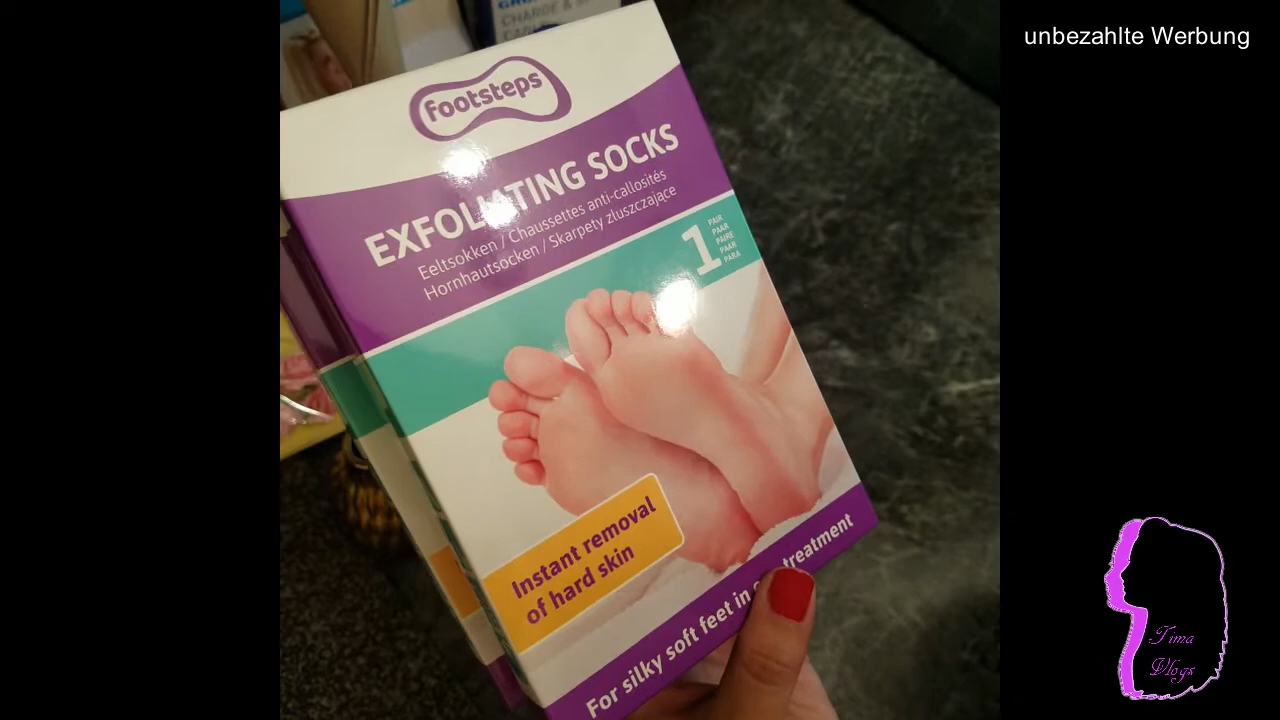 unbezahlte Werbung
footsteps
EXFOLIATING SOCKS
Eeltsokken / Chaussettes anti-callosités
Hornhautsocken / Skarpety złuszczające
1
PAIR
PAAR
PAIRE
PAAR
PARA
Instant removal
of hard skin
For silky soft feet in treatment
CHARGE &
Tima
Vlogs